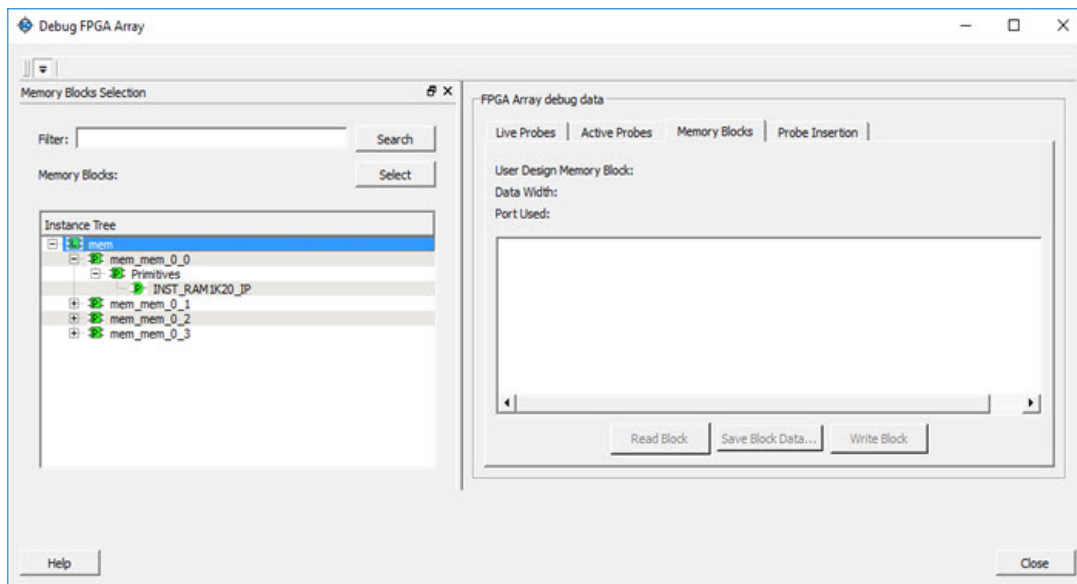 Debug FPGA Array
Memory Blocks Selection
Filter:
Search
Memory Blocks:
Select
Instance Tree
mem
mem_mem_0_0
Primitives
INST_RAM1K20_IP
mem_mem_0_1
mem_mem_0_2
mem_mem_0_3
FPGA Array debug data
Live Probes
Active Probes
Memory Blocks
Probe Insertion
User Design Memory Block:
Data Width:
Port Used:
Read Block
Save Block Data...
Write Block
Help
Close